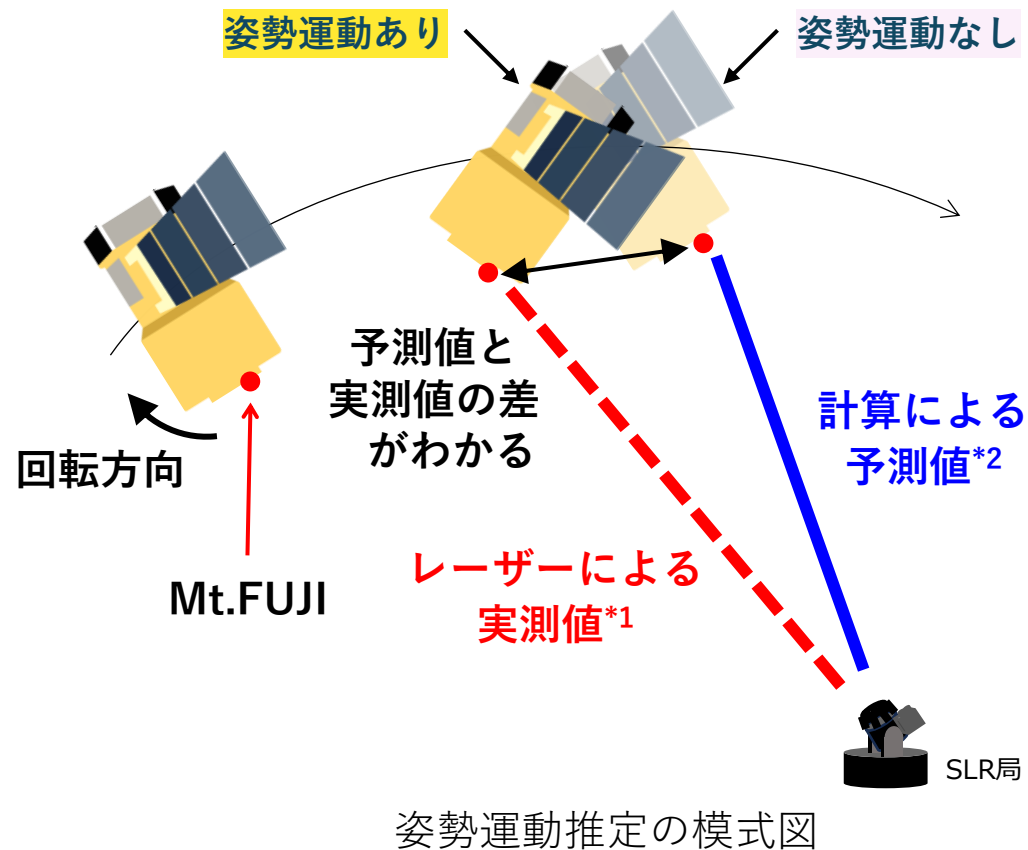 姿勢運動あり
姿勢運動なし
予測値と
実測値の差
がわかる
回転方向
Mt.FUJI
計算による
予測値*2
レーザーによる
実測値*1
SLR局
姿勢運動推定の模式図